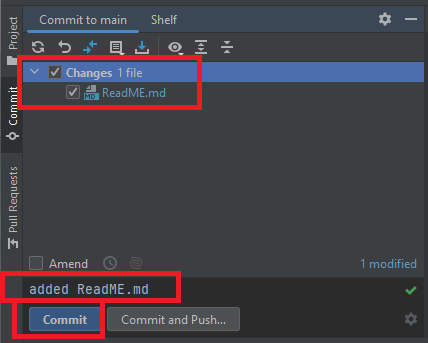 Project
Commit
Pull Requests
Commit to main Shelf
Changes 1 file
MD ReadME.md
Amend 1 modified
added ReadME.md
Commit Commit and Push...